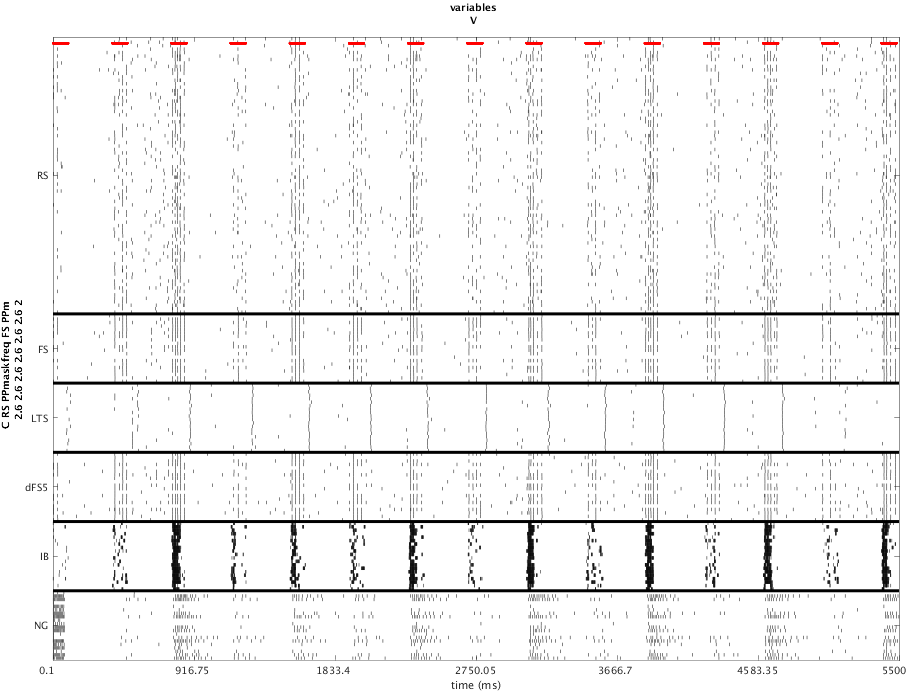 variables
V
C RS PPmaskfreq FS PPm
2.6 2.6 2.6 2.6 2.6 2.6 2
RS
FS
LTS
dFS5
IB
NG
0.1 916.75 1833.4 2750.05 3666.7 4583.35 5500
time (ms)